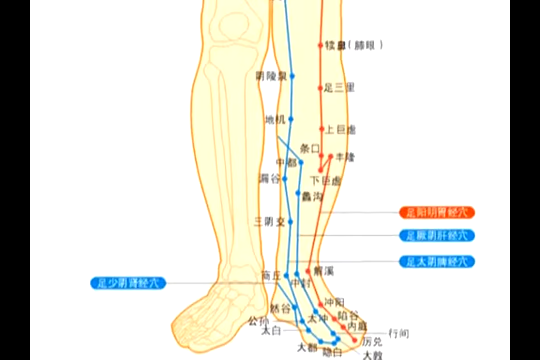 犊鼻(膝眼)
阴陵泉
足三里
地机
上巨虚
条口
丰隆
中都
漏谷
下巨虚
蠡沟
足阳明胃经穴
三阴交
足厥阴肝经穴
足太阴脾经穴
商丘
中封
解溪
足少阴肾经穴
然谷
冲阳
公孙
太冲
陷谷
太白
内庭
行间
大都
隐白
厉兑
大敦